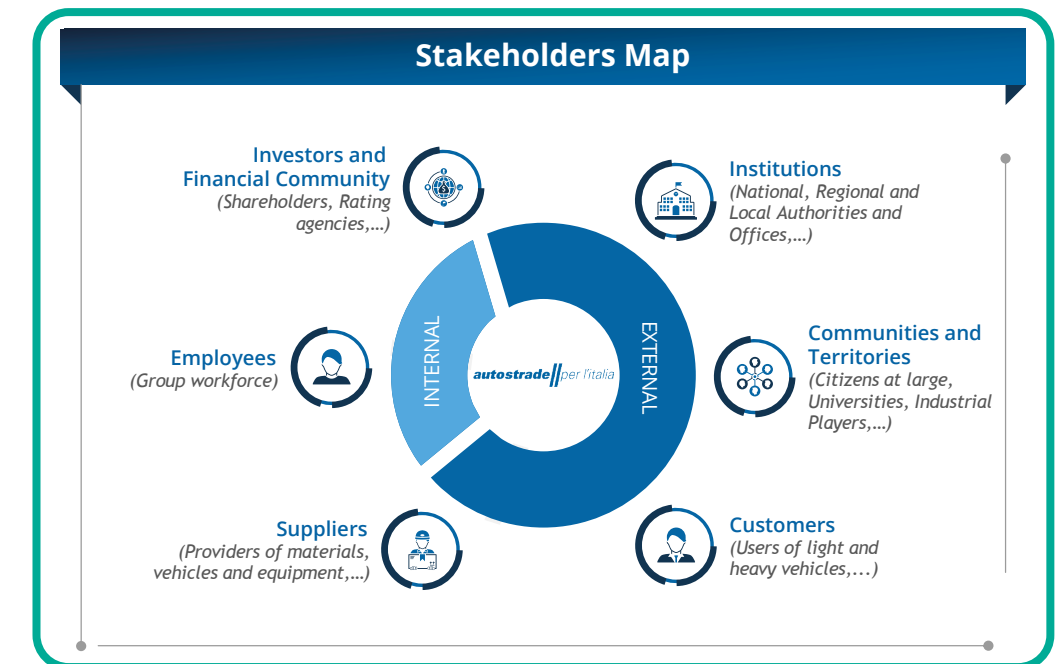 Stakeholders Map
Investors and
Financial Community
(Shareholders, Rating
agencies,...)
Institutions
(National, Regional and
Local Authorities and
Offices,...)
Employees
(Group workforce)
INTERNAL
autostrade//per l'italia
EXTERNAL
Communities and
Territories
(Citizens at large,
Universities, Industrial
Players,...)
Suppliers
(Providers of materials,
vehicles and equipment,...)
Customers
(Users of light and
heavy vehicles,...)